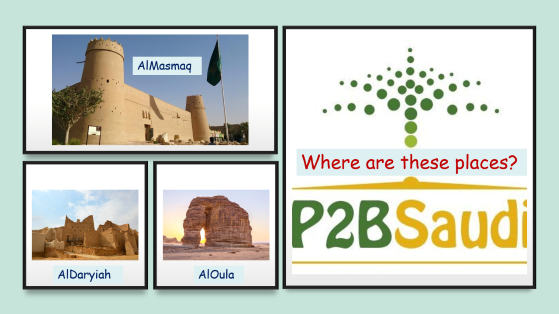 AlMasmaq
AlDaryiah
AlOula
Where are these places?
P2BSaudi